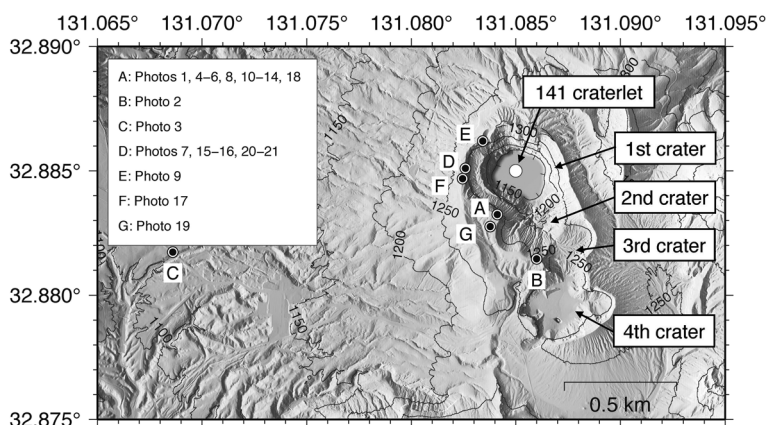 131.065° 131.070° 131.075° 131.080° 131.085° 131.090° 131.095°
32.890°
32.885°
32.880°
32.875°
A: Photos 1, 4–6, 8, 10–14, 18
B: Photo 2
C: Photo 3
D: Photos 7, 15–16, 20–21
E: Photo 9
F: Photo 17
G: Photo 19
141 craterlet
1st crater
2nd crater
3rd crater
4th crater
E
D
F
A
G
B
C
1150
1300
1150
1200
1250
1200
1250
1250
1250
1150
1100
0.5 km